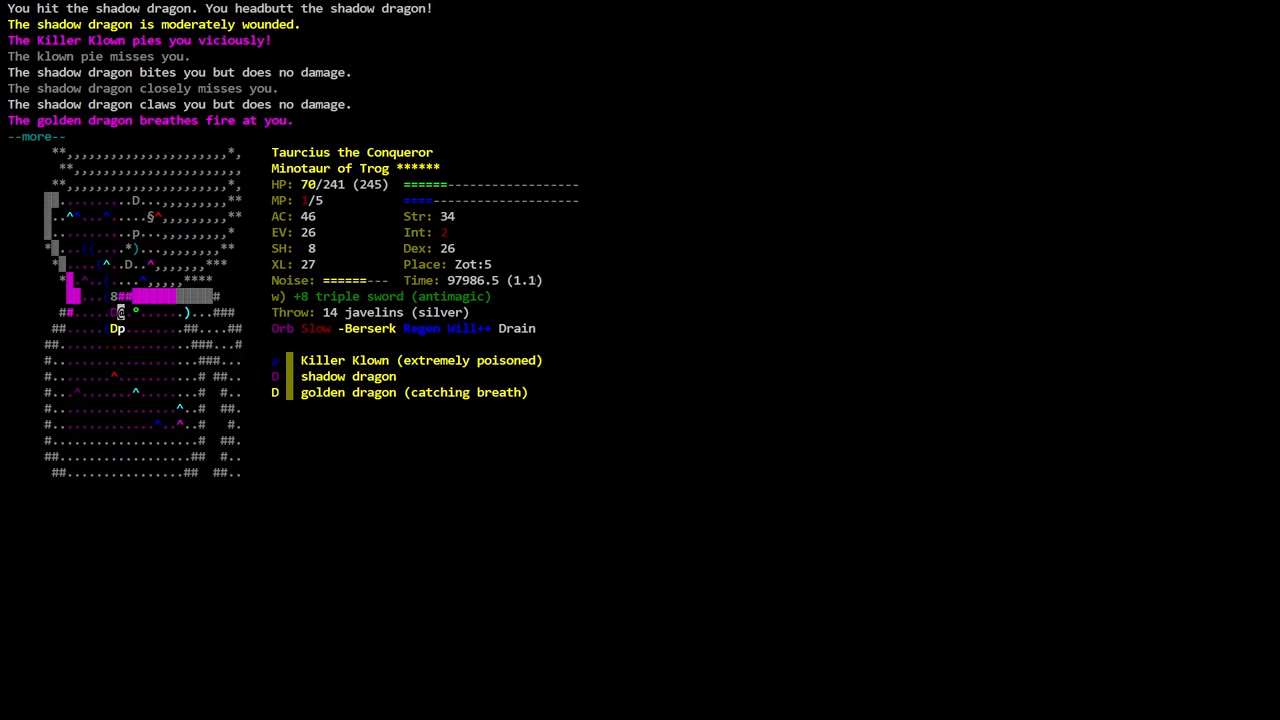 You hit the shadow dragon. You headbutt the shadow dragon!
The shadow dragon is moderately wounded.
The Killer Klown pies you viciously!
The klown pie misses you.
The shadow dragon bites you but does no damage.
The shadow dragon closely misses you.
The shadow dragon claws you but does no damage.
The golden dragon breathes fire at you.
--more--
Taurcius the Conqueror
Minotaur of Trog ******
HP: 70/241 (245) ======------------------
MP: 1/5 ====--------------------
AC: 46 Str: 34
EV: 26 Int: 2
SH: 8 Dex: 26
XL: 27 Place: Zot:5
Noise: ======--- Time: 97986.5 (1.1)
w) +8 triple sword (antimagic)
Throw: 14 javelins (silver)
Orb Slow -Berserk Regen Will++ Drain
p Killer Klown (extremely poisoned)
D shadow dragon
D golden dragon (catching breath)